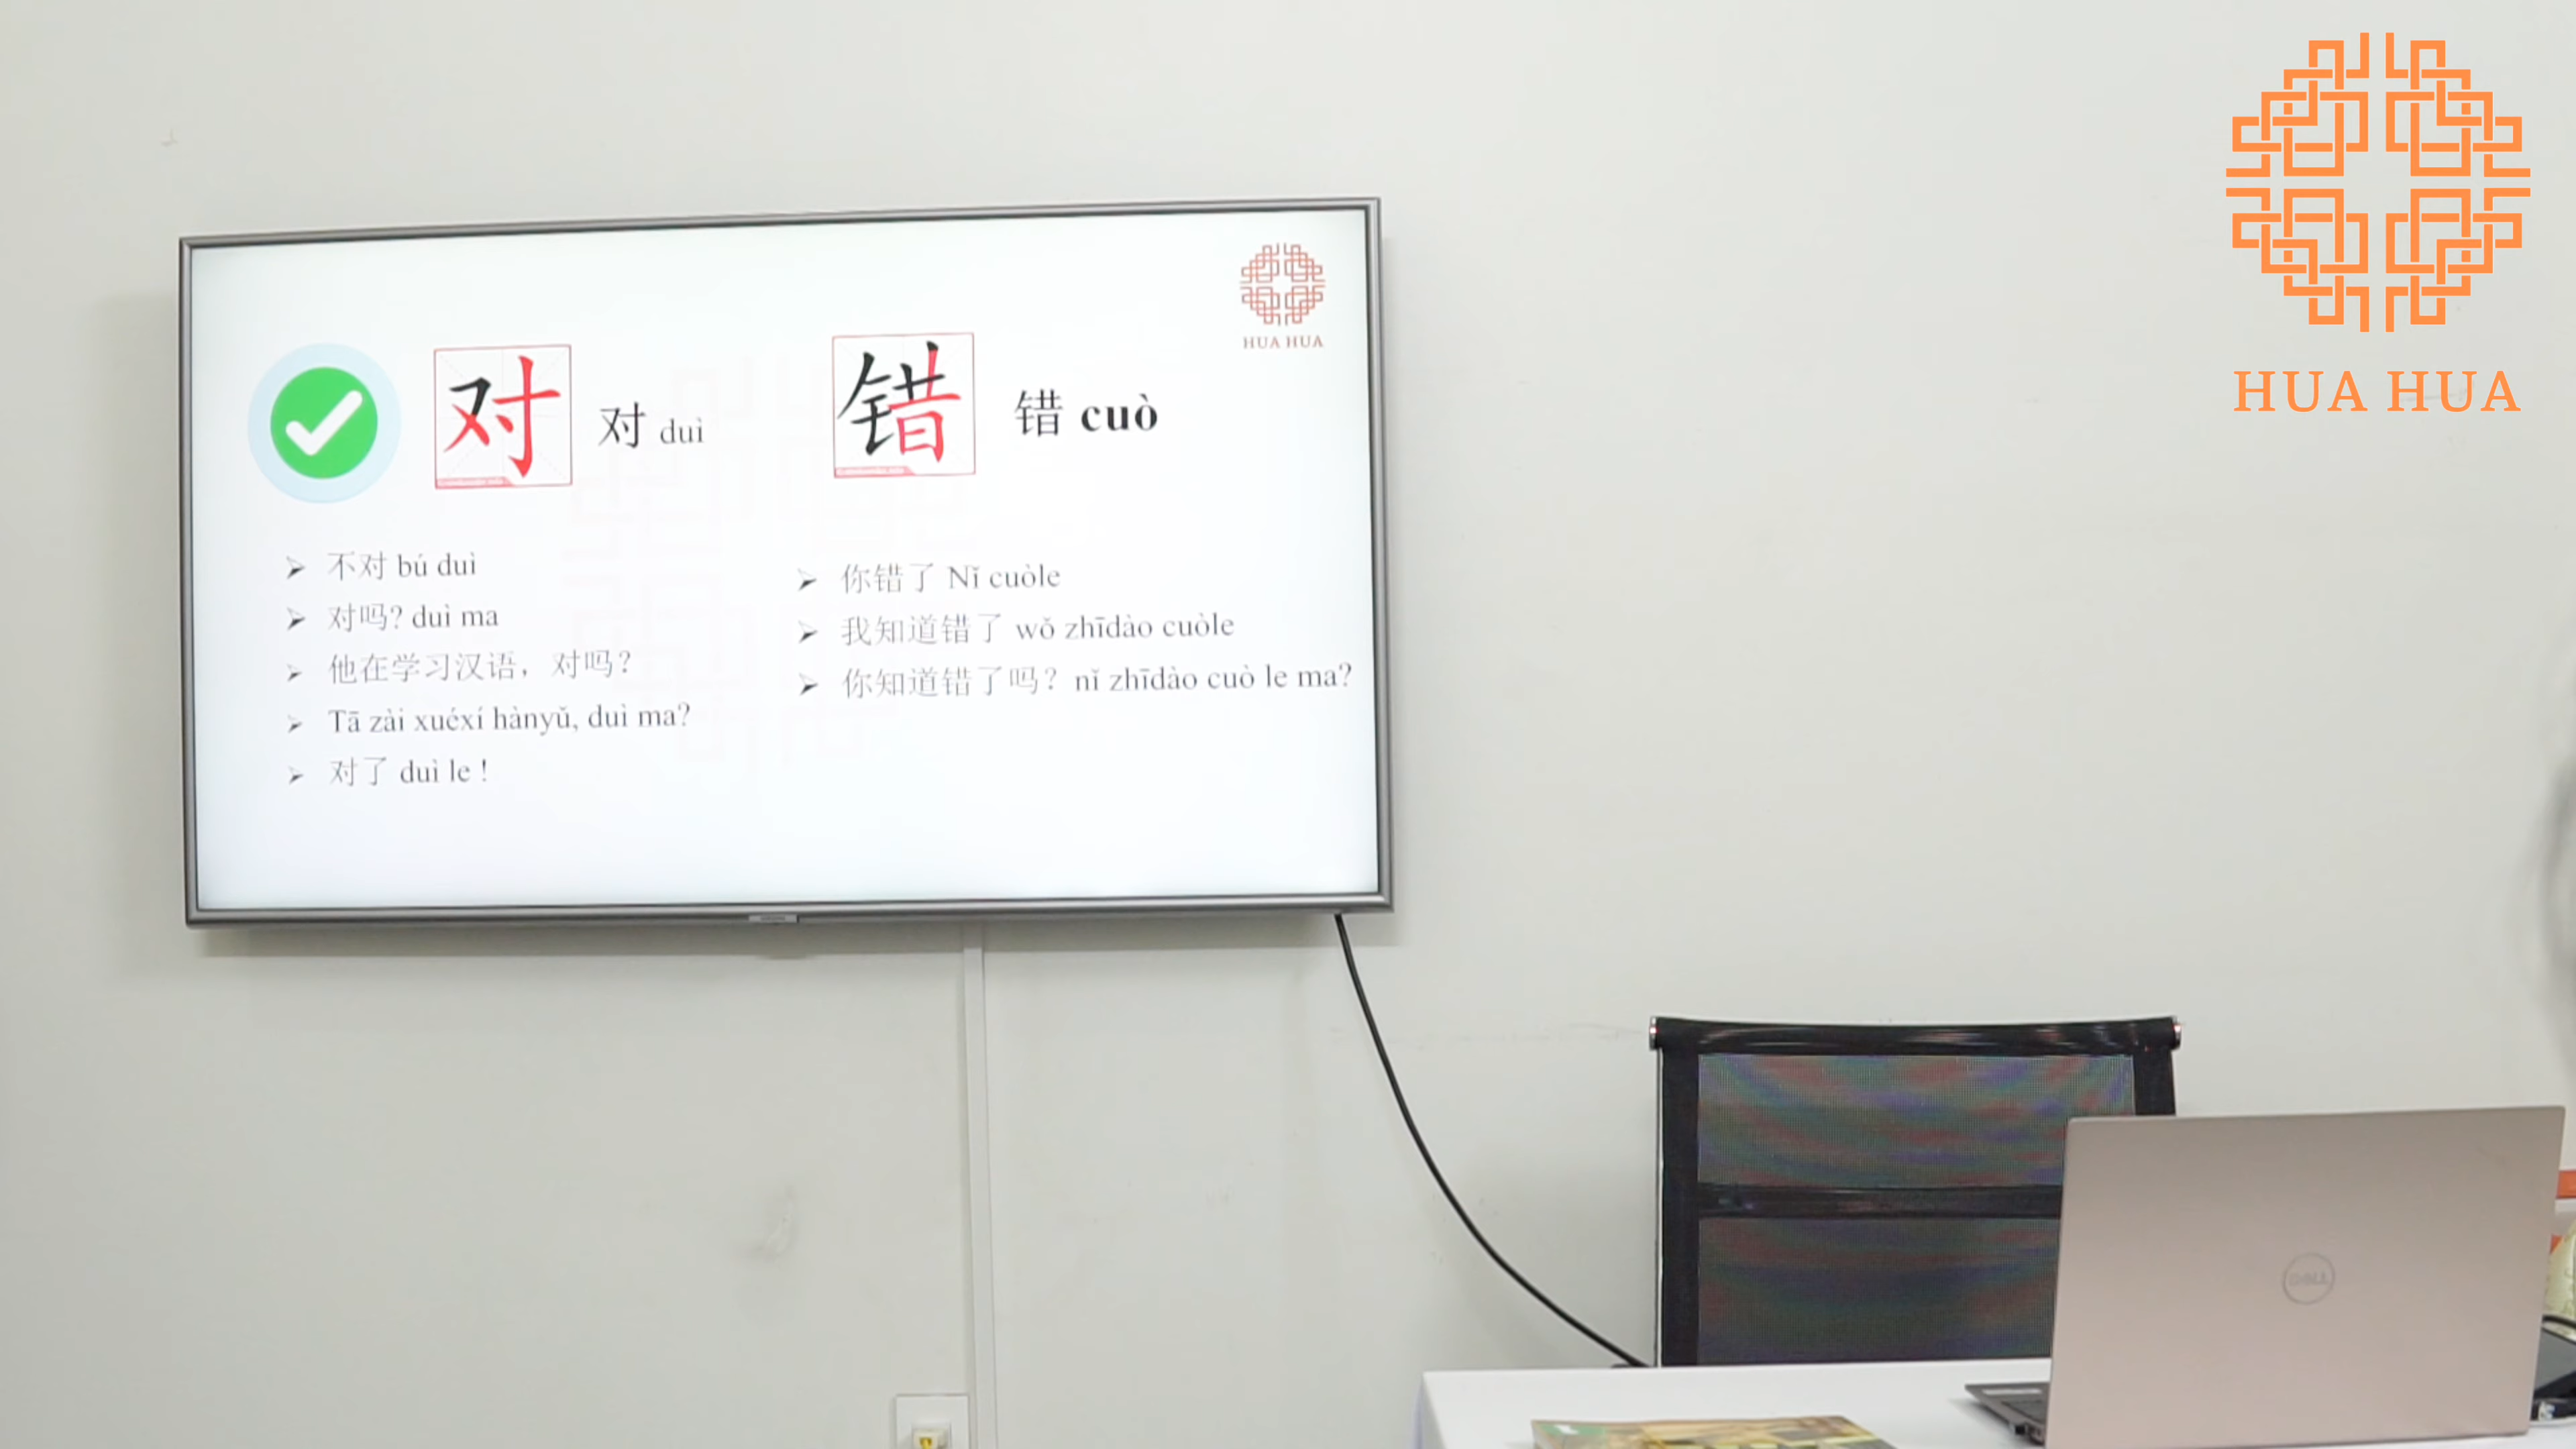 HUA HUA
HUA HUA
对
对 duì
错
错 cuò
不对 bú duì
对吗? duì ma
他在学习汉语，对吗？
Tā zài xuéxí hànyǔ, duì ma?
对了 duì le !
你错了 Nǐ cuòle
我知道错了 wǒ zhīdào cuòle
你知道错了吗？ nǐ zhīdào cuò le ma?
DELL